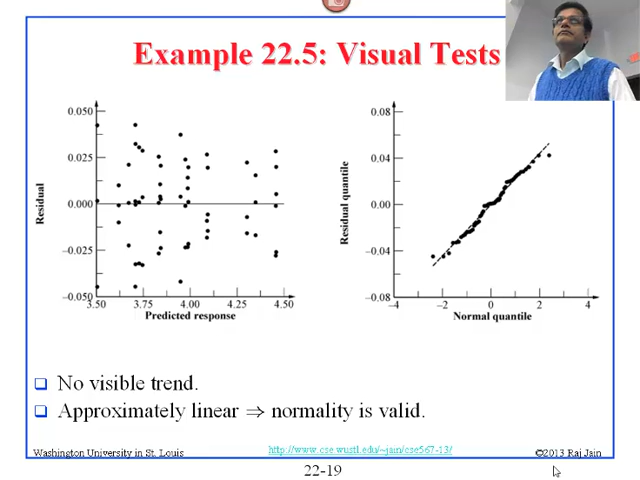 Example 22.5: Visual Tests
0.050
0.025
0.000
−0.025
−0.050
3.50 3.75 4.00 4.25 4.50
Residual
Predicted response
0.08
0.04
0.00
−0.04
−0.08
−4 −2 0 2 4
Residual quantile
Normal quantile
No visible trend.
Approximately linear ⇒ normality is valid.
Washington University in St. Louis
http://www.cse.wustl.edu/~jain/cse567-13/
©2013 Raj Jain
22-19